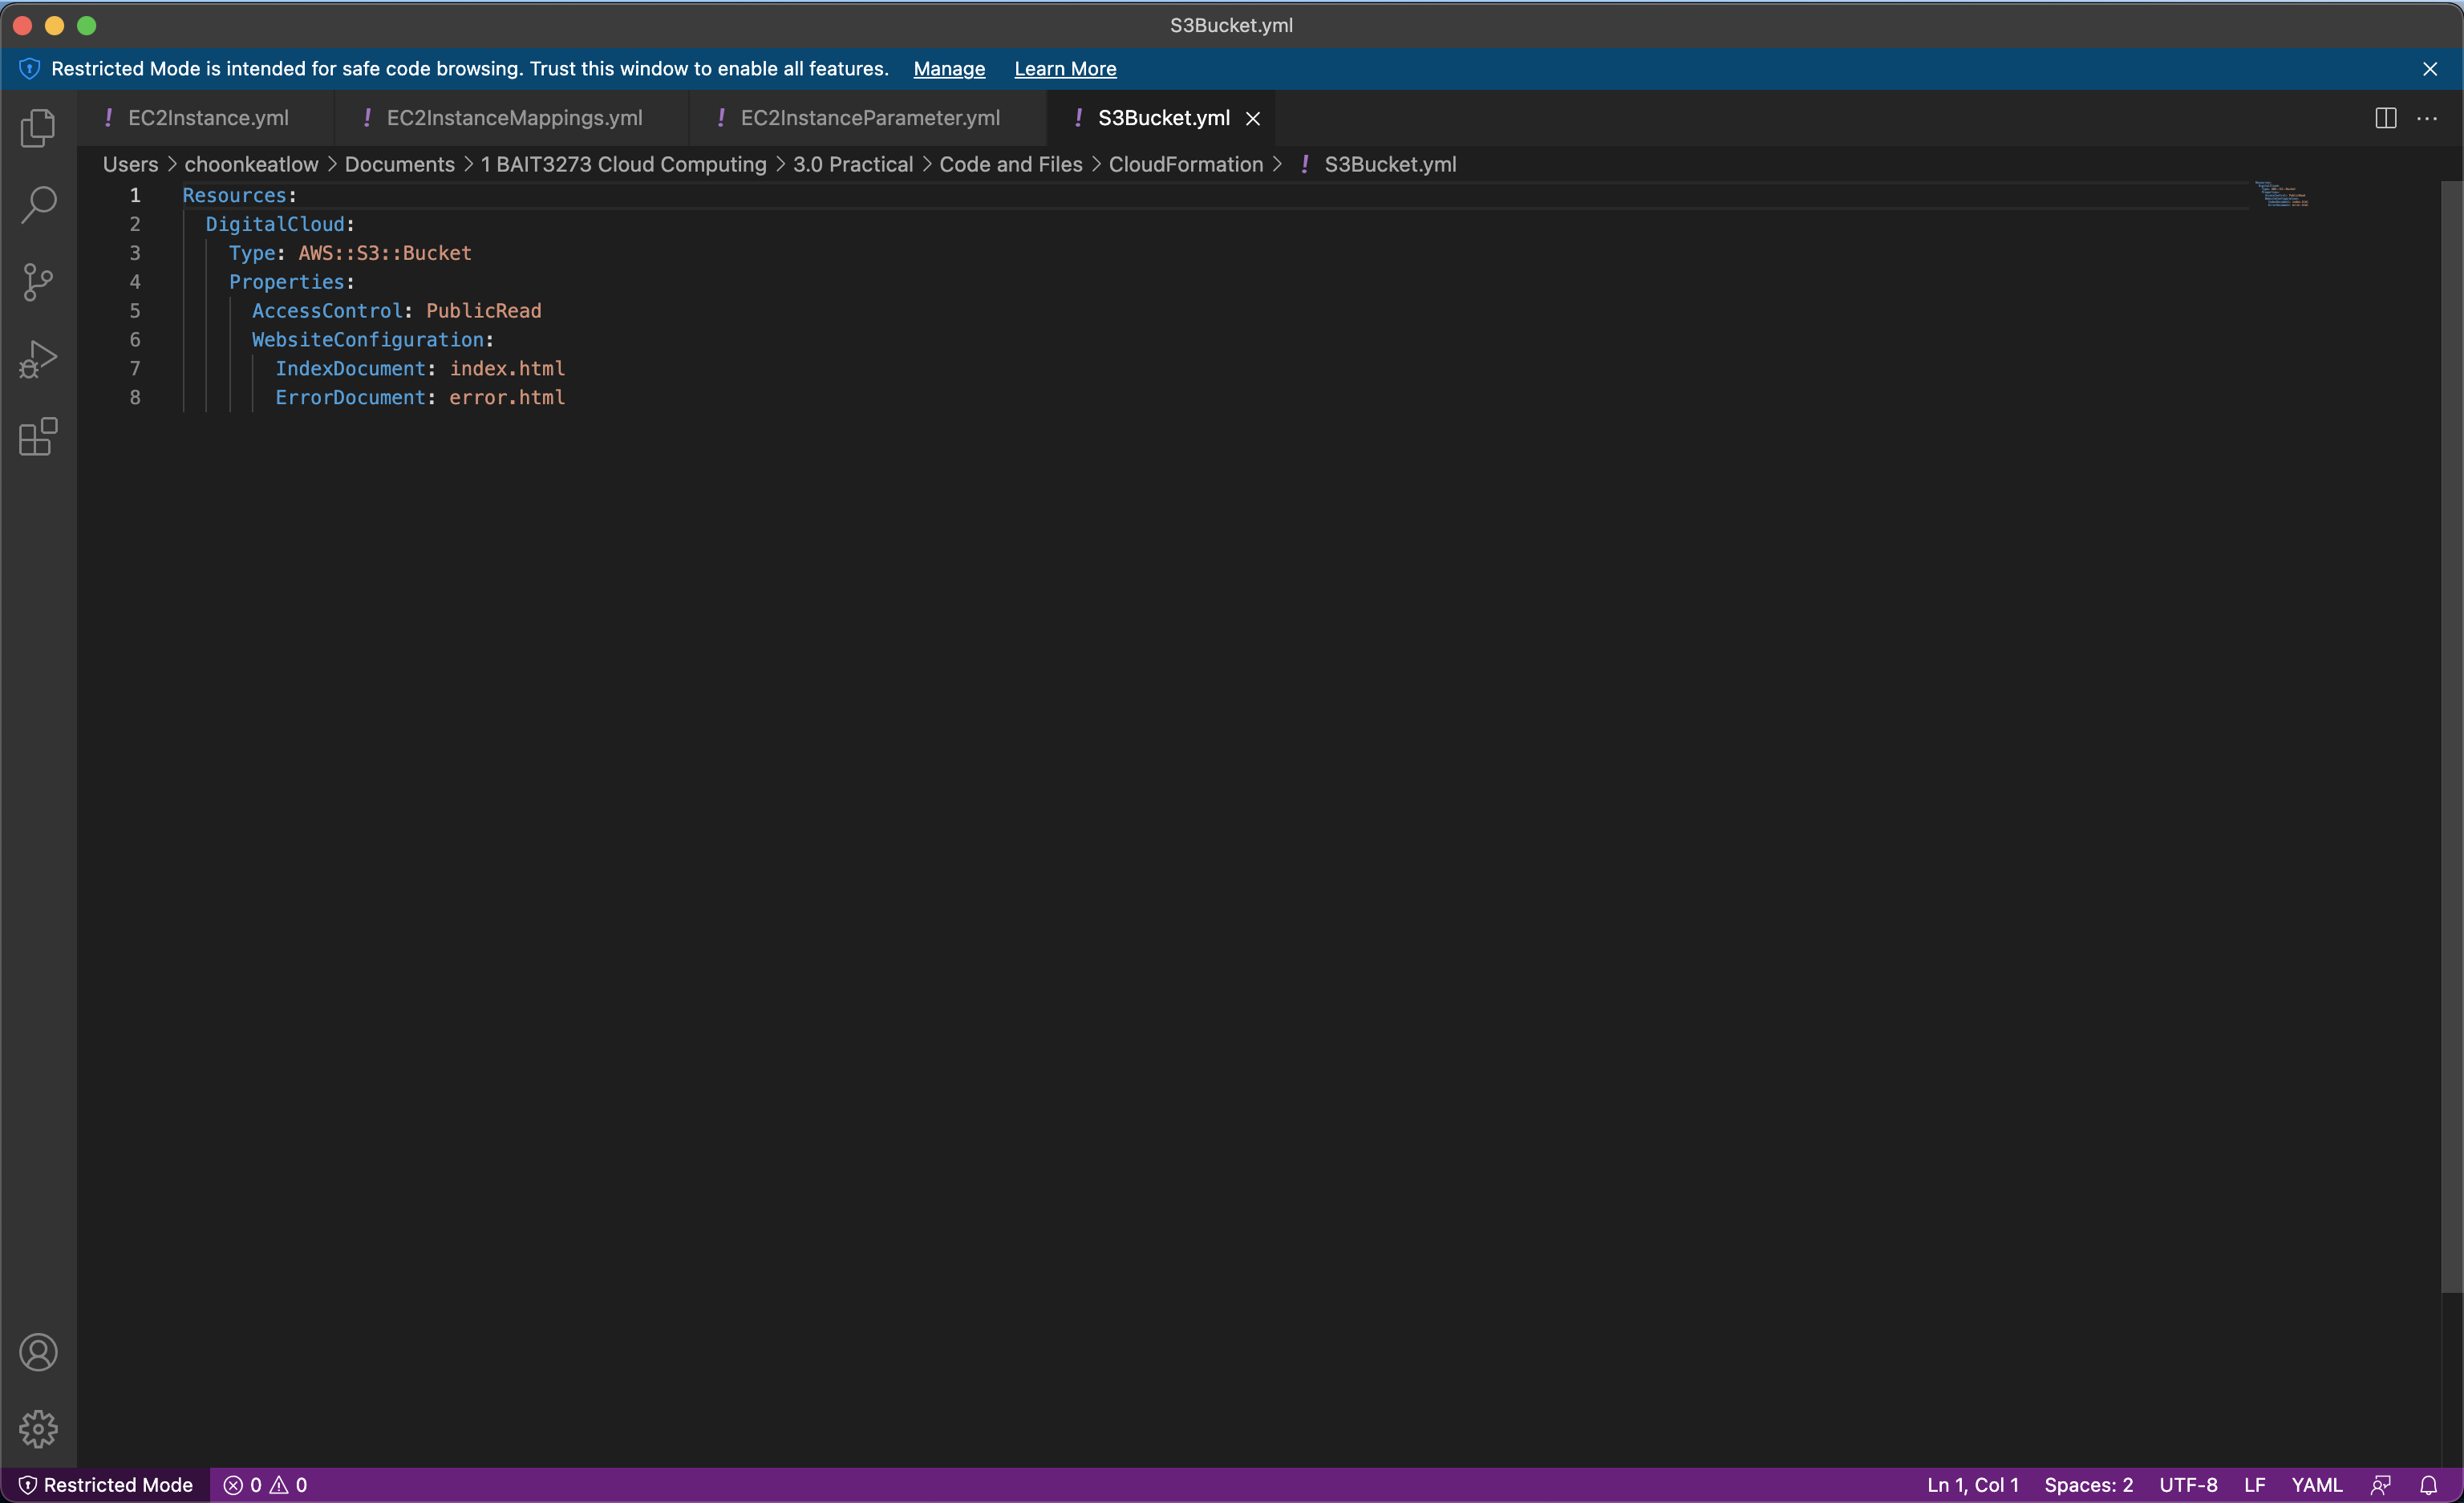 S3Bucket.yml
Restricted Mode is intended for safe code browsing. Trust this window to enable all features. Manage Learn More
! EC2Instance.yml ! EC2InstanceMappings.yml ! EC2InstanceParameter.yml ! S3Bucket.yml
Users > choonkeatlow > Documents > 1 BAIT3273 Cloud Computing > 3.0 Practical > Code and Files > CloudFormation > ! S3Bucket.yml
1 Resources:
2 DigitalCloud:
3 Type: AWS::S3::Bucket
4 Properties:
5 AccessControl: PublicRead
6 WebsiteConfiguration:
7 IndexDocument: index.html
8 ErrorDocument: error.html
Restricted Mode 0 0 Ln 1, Col 1 Spaces: 2 UTF-8 LF YAML